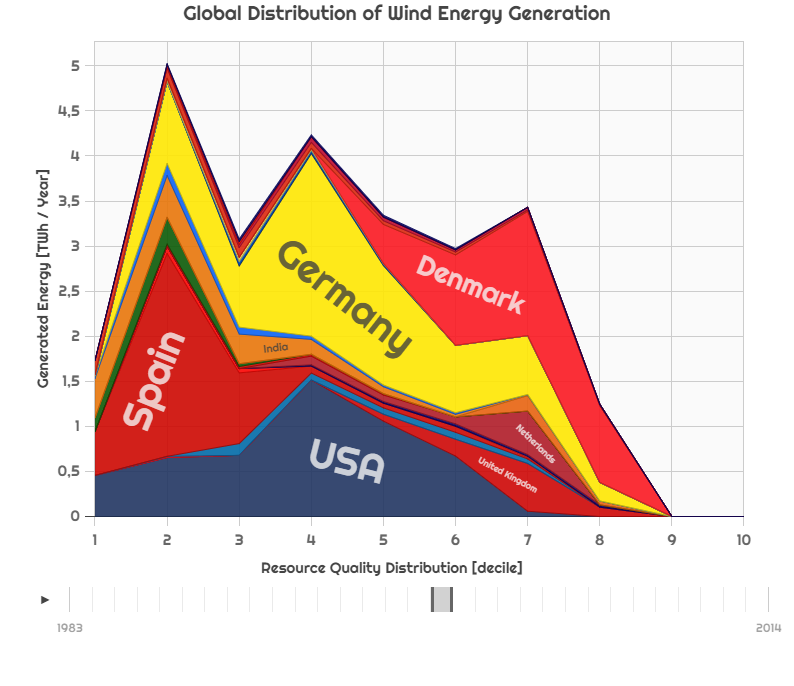 Global Distribution of Wind Energy Generation
Generated Energy [TWh / Year]
5
4,5
4
3,5
3
2,5
2
1,5
1
0,5
0
Germany
Denmark
India
Spain
USA
Netherlands
United Kingdom
1 2 3 4 5 6 7 8 9 10
Resource Quality Distribution [decile]
►
1983 2014